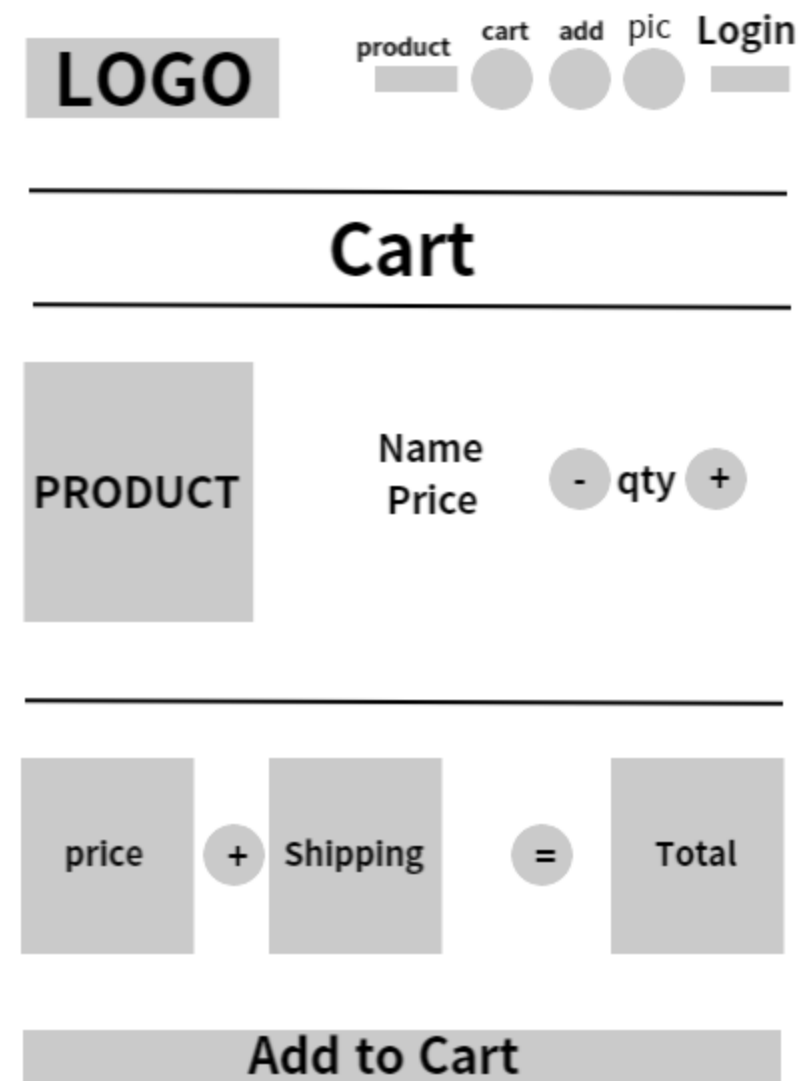 LOGO
product cart add pic Login
Cart
PRODUCT
Name
Price
- qty +
price + Shipping = Total
Add to Cart